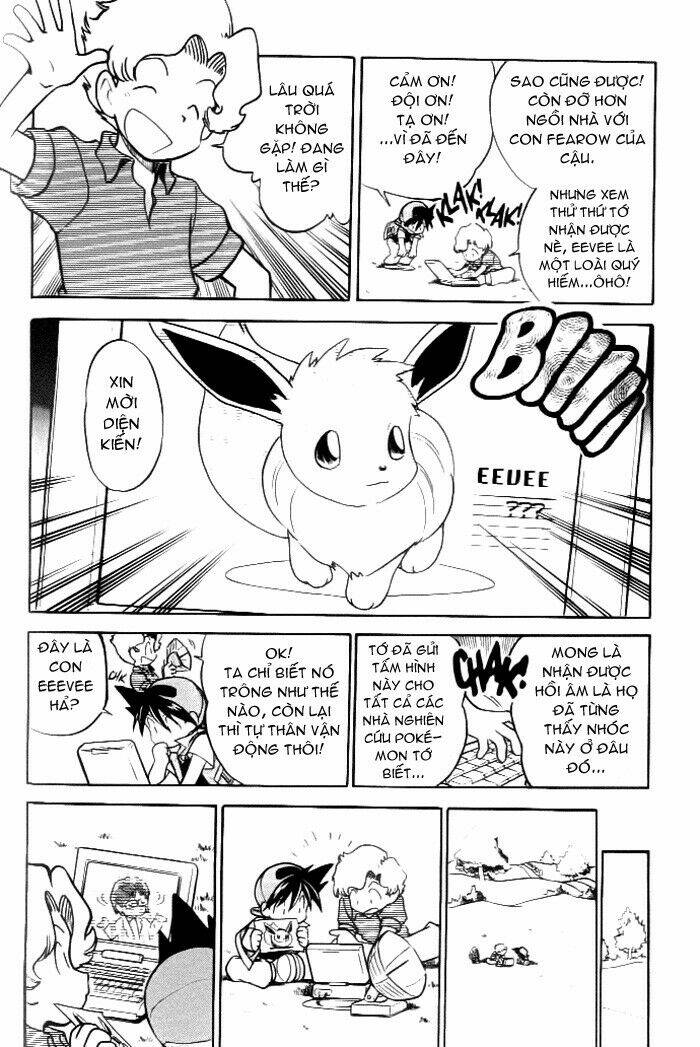 LÂU QUÁ
TRỜI
KHÔNG
GẶP! ĐANG
LÀM GÌ
THẾ?
CẢM ƠN!
ĐỘI ƠN!
TẠ ƠN!
...VÌ ĐÃ ĐẾN
ĐÂY!
SAO CŨNG ĐƯỢC!
CÒN ĐỠ HƠN
NGỒI NHÀ VỚI
CON FEAROW CỦA
CẬU.
NHƯNG XEM
THỬ THỨ TỚ
NHẬN ĐƯỢC
NÈ, EEVEE LÀ
MỘT LOÀI QUÝ
HIẾM...ÔHÔ!
KLAK! KLAK!
XIN
MỜI
DIỆN
KIẾN!
BIIIIII
EEVEE
???
ĐÂY LÀ
CON
EEEVEE
HẢ?
OK!
TA CHỈ BIẾT NÓ
TRÔNG NHƯ THẾ
NÀO, CÒN LẠI
THÌ TỰ THÂN VẬN
ĐỘNG THÔI!
TỚ ĐÃ GỬI
TẤM HÌNH
NÀY CHO
TẤT CẢ CÁC
NHÀ NGHIÊN
CỨU POKÉ-
MON TỚ
BIẾT...
CHAK!
MONG LÀ
NHẬN ĐƯỢC
HỒI ÂM LÀ HỌ
ĐÃ TỪNG
THẤY NHÓC
NÀY Ở ĐÂU
ĐÓ...